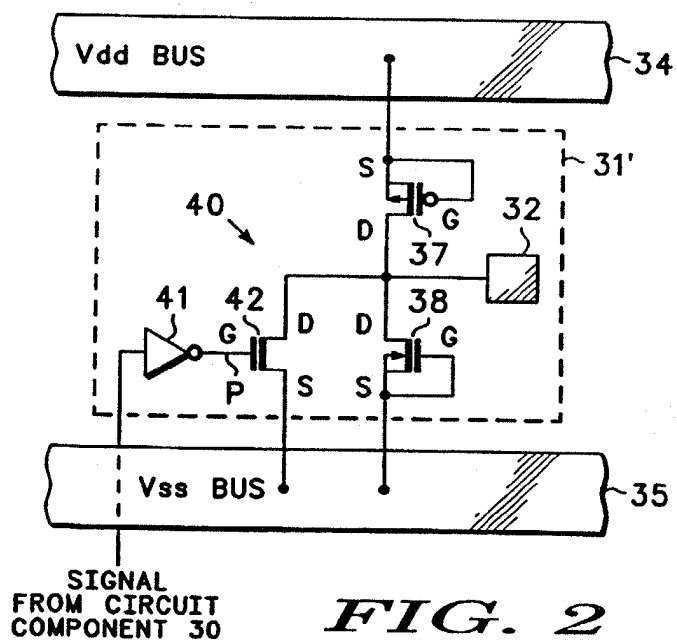 Vdd BUS
34
31'
S
G
D
37
32
40
41
42
G
P
D
S
D
38
G
S
Vss BUS
35
SIGNAL
FROM CIRCUIT
COMPONENT 30
FIG. 2